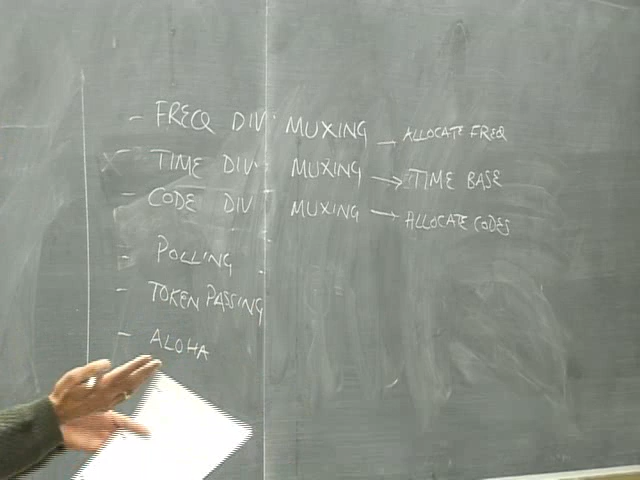 - FREQ DIV MUXING - ALLOCATE FREQ
- TIME DIV MUXING → TIME BASE
- CODE DIV MUXING → ALLOCATE CODES
- POLLING
- TOKEN PASSING
- ALOHA